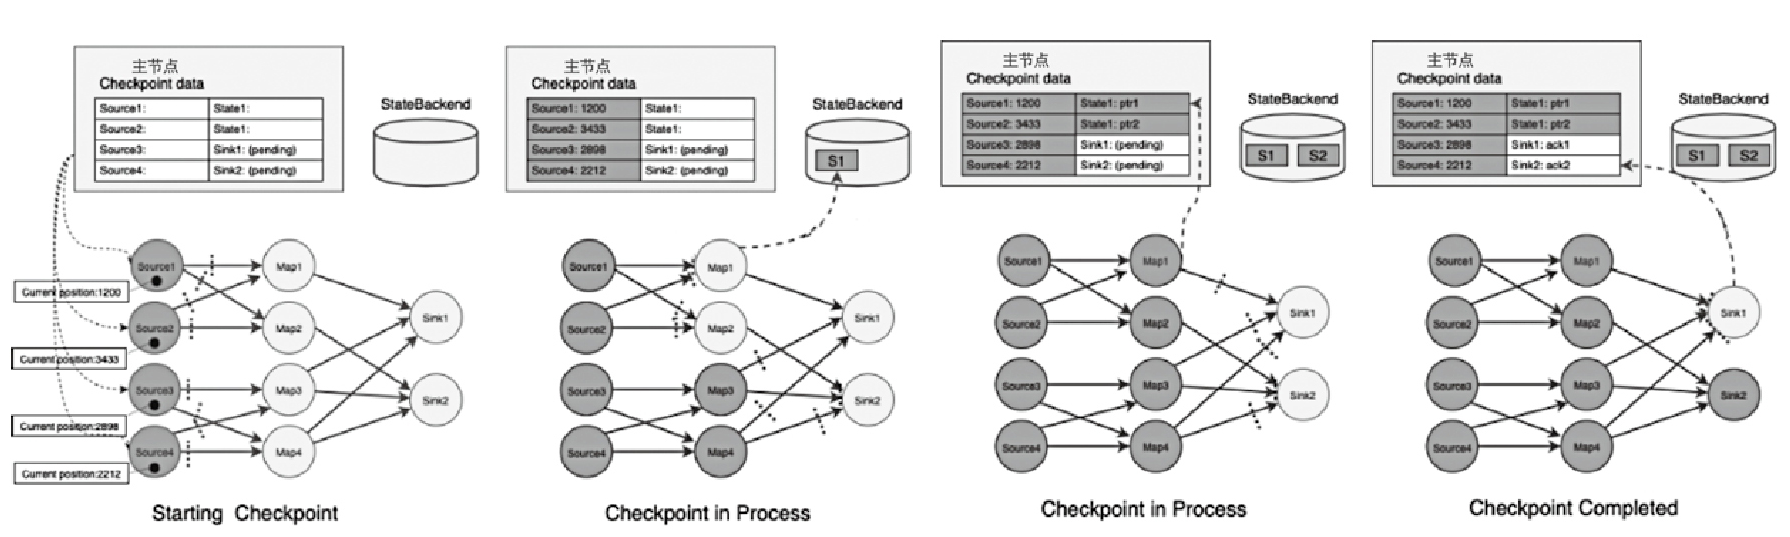 主节点
Checkpoint data
Source1: State1:
Source2: State1:
Source3: Sink1: (pending)
Source4: Sink2: (pending)
StateBackend
Source1
Map1
Current position:1200
Source2
Map2
Sink1
Current position:3433
Source3
Map3
Sink2
Current position:2898
Source4
Map4
Current position:2212
Starting Checkpoint
主节点
Checkpoint data
Source1: 1200 State1:
Source2: 3433 State1:
Source3: 2898 Sink1: (pending)
Source4: 2212 Sink2: (pending)
StateBackend
S1
Source1
Map1
Source2
Map2
Sink1
Source3
Map3
Sink2
Source4
Map4
Checkpoint in Process
主节点
Checkpoint data
Source1: 1200 State1: ptr1
Source2: 3433 State1: ptr2
Source3: 2898 Sink1: (pending)
Source4: 2212 Sink2: (pending)
StateBackend
S1 S2
Source1
Map1
Source2
Map2
Sink1
Source3
Map3
Sink2
Source4
Map4
Checkpoint in Process
主节点
Checkpoint data
Source1: 1200 State1: ptr1
Source2: 3433 State1: ptr2
Source3: 2898 Sink1: ack1
Source4: 2212 Sink2: ack2
StateBackend
S1 S2
Source1
Map1
Source2
Map2
Sink1
Source3
Map3
Sink2
Source4
Map4
Checkpoint Completed